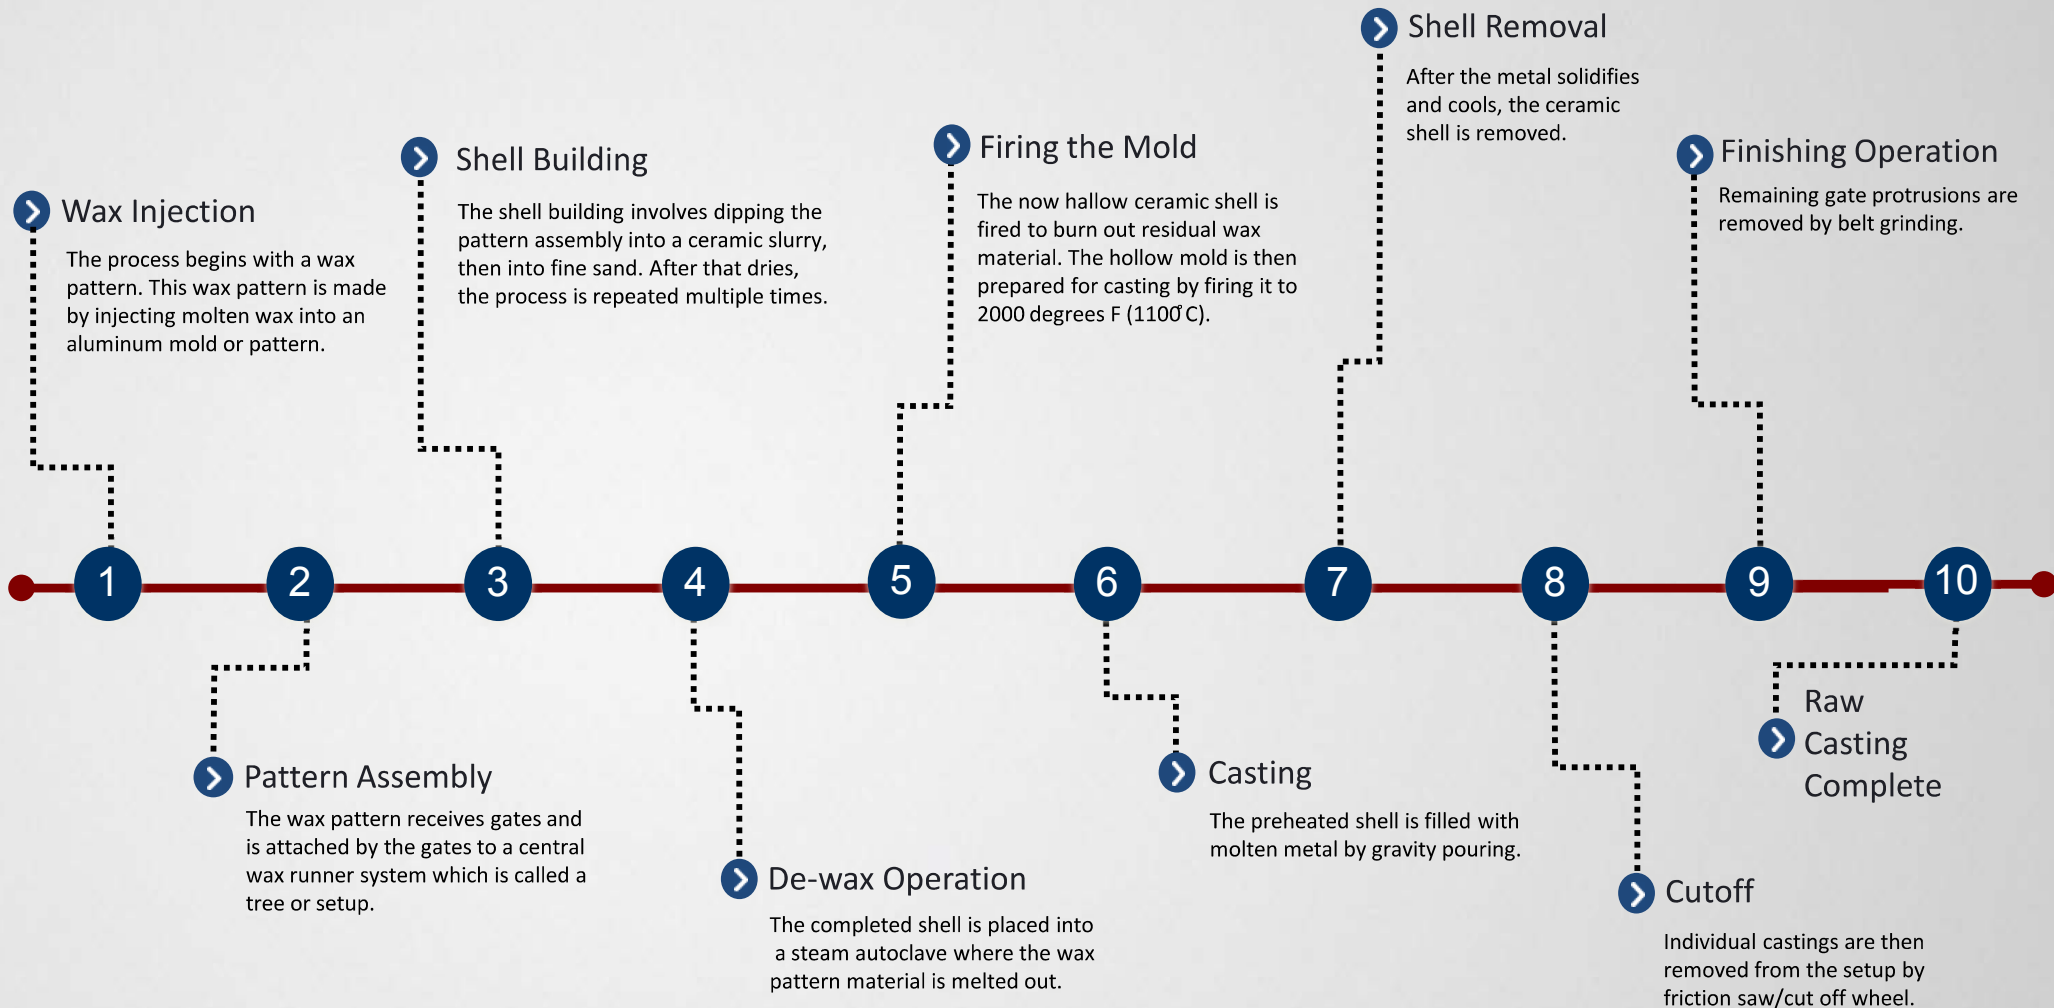 Wax Injection
The process begins with a wax
pattern. This wax pattern is made
by injecting molten wax into an
aluminum mold or pattern.
Shell Building
The shell building involves dipping the
pattern assembly into a ceramic slurry,
then into fine sand. After that dries,
the process is repeated multiple times.
Firing the Mold
The now hallow ceramic shell is
fired to burn out residual wax
material. The hollow mold is then
prepared for casting by firing it to
2000 degrees F (1100°C).
Shell Removal
After the metal solidifies
and cools, the ceramic
shell is removed.
Finishing Operation
Remaining gate protrusions are
removed by belt grinding.
1
2
3
4
5
6
7
8
9
10
Pattern Assembly
The wax pattern receives gates and
is attached by the gates to a central
wax runner system which is called a
tree or setup.
De-wax Operation
The completed shell is placed into
a steam autoclave where the wax
pattern material is melted out.
Casting
The preheated shell is filled with
molten metal by gravity pouring.
Cutoff
Individual castings are then
removed from the setup by
friction saw/cut off wheel.
Raw
Casting
Complete